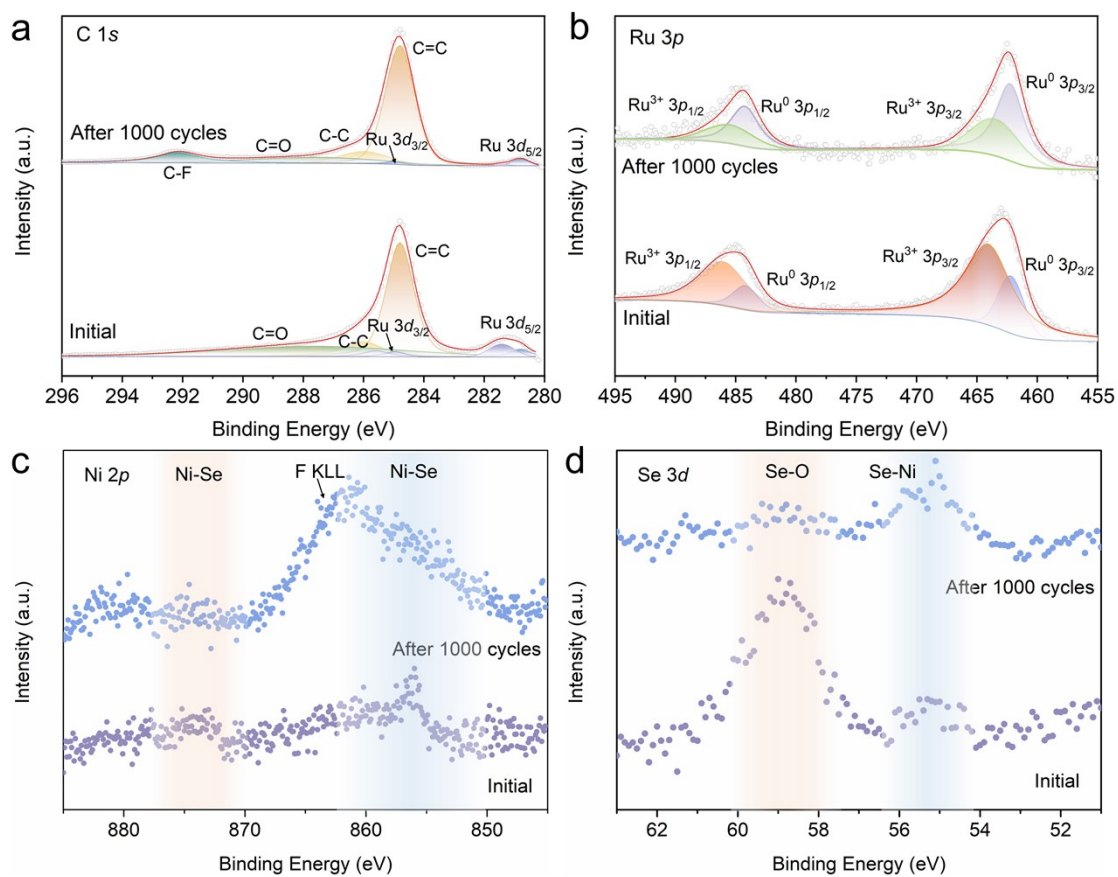 a
C 1s
C=C
After 1000 cycles
C=O
C-C
Ru 3d3/2
Ru 3d5/2
C-F
C=C
Initial
C=O
C-C
Ru 3d3/2
Ru 3d5/2
296 294 292 290 288 286 284 282 280
Binding Energy (eV)
Intensity (a.u.)
b
Ru 3p
Ru3+ 3p1/2
Ru0 3p1/2
Ru3+ 3p3/2
Ru0 3p3/2
After 1000 cycles
Ru3+ 3p1/2
Ru0 3p1/2
Ru3+ 3p3/2
Ru0 3p3/2
Initial
495 490 485 480 475 470 465 460 455
Binding Energy (eV)
Intensity (a.u.)
c
Ni 2p
Ni-Se
F KLL
Ni-Se
After 1000 cycles
Initial
880 870 860 850
Binding Energy (eV)
Intensity (a.u.)
d
Se 3d
Se-O
Se-Ni
After 1000 cycles
Initial
62 60 58 56 54 52
Binding Energy (eV)
Intensity (a.u.)